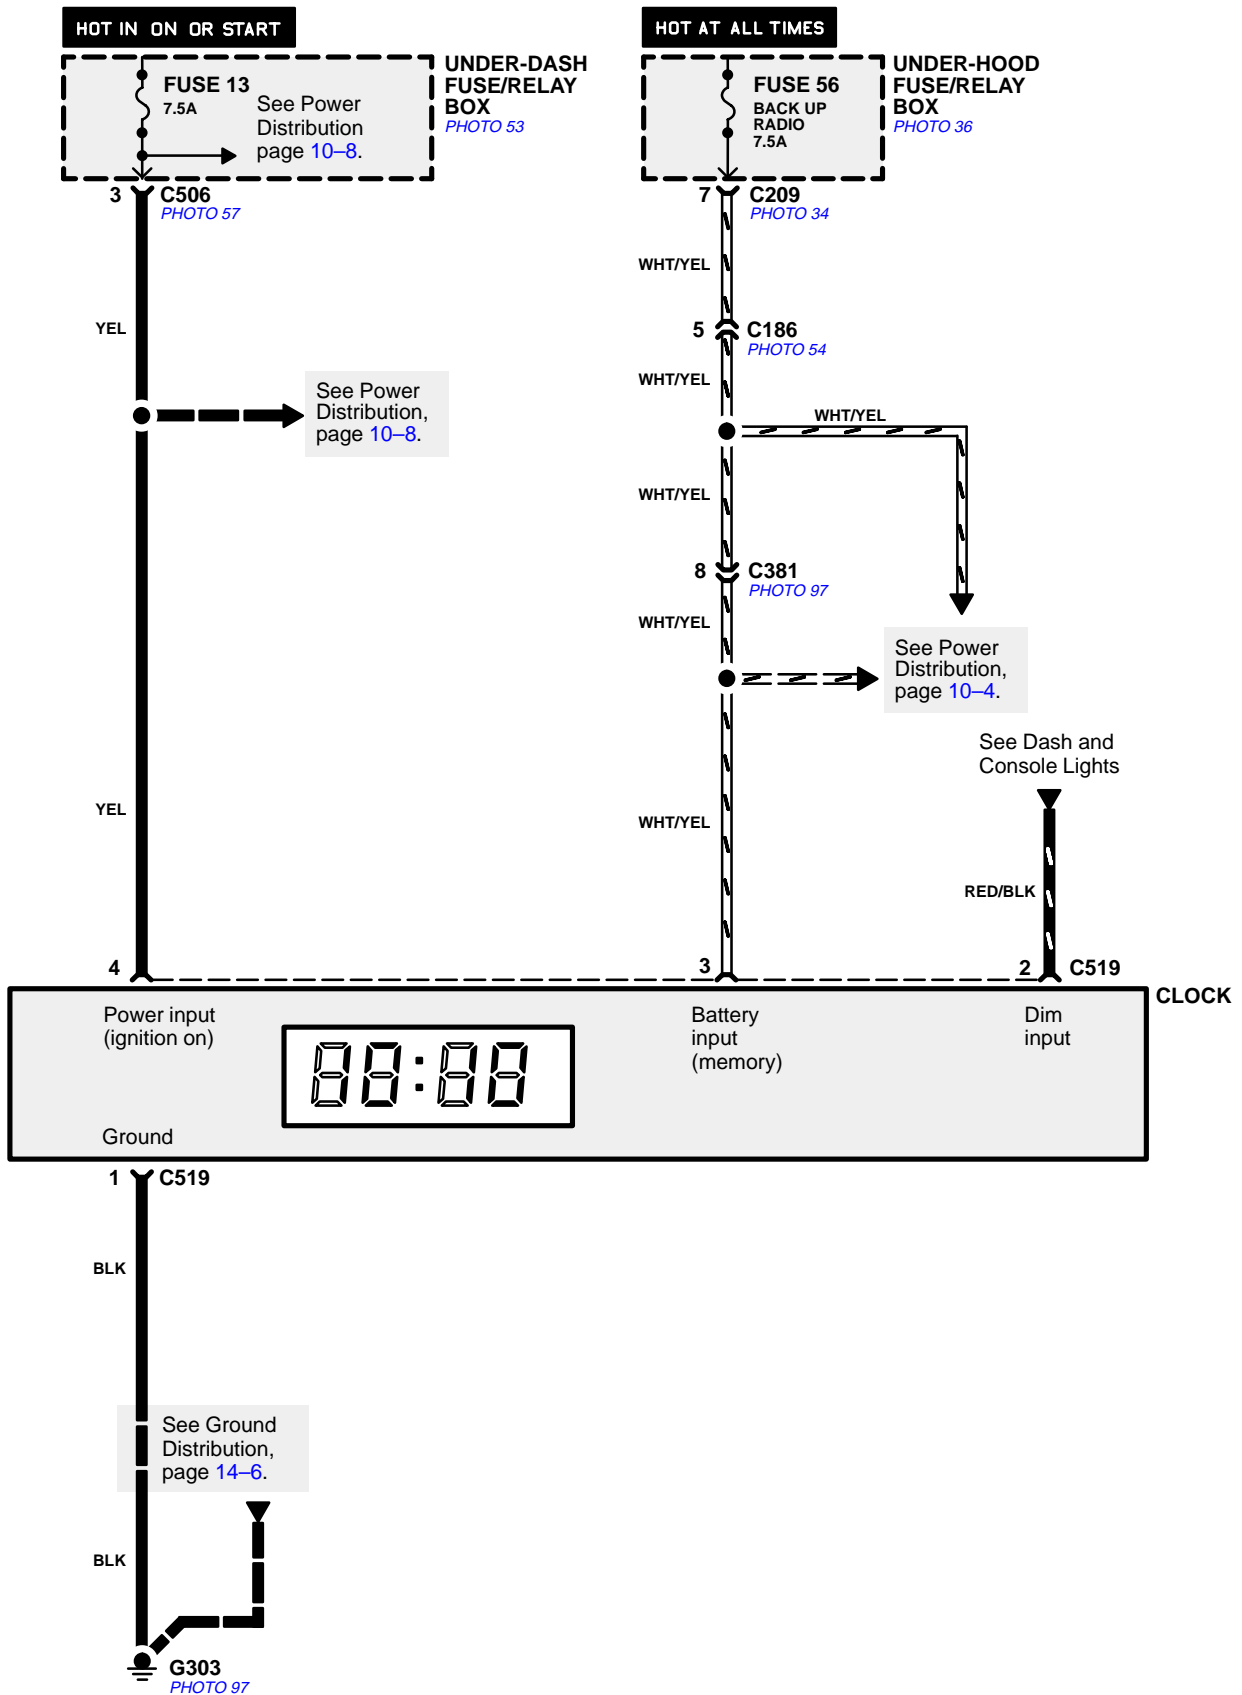 HOT IN ON OR START
FUSE 13
7.5A
See Power
Distribution
page 10–8.
UNDER-DASH
FUSE/RELAY
BOX
PHOTO 53
3 C506
PHOTO 57
YEL
See Power
Distribution,
page 10–8.
YEL
HOT AT ALL TIMES
FUSE 56
BACK UP
RADIO
7.5A
UNDER-HOOD
FUSE/RELAY
BOX
PHOTO 36
7 C209
PHOTO 34
WHT/YEL
5 C186
PHOTO 54
WHT/YEL
WHT/YEL
WHT/YEL
8 C381
PHOTO 97
WHT/YEL
See Power
Distribution,
page 10–4.
WHT/YEL
See Dash and
Console Lights
RED/BLK
4
3
2 C519
CLOCK
Power input
(ignition on)
88:88
Battery
input
(memory)
Dim
input
Ground
1 C519
BLK
See Ground
Distribution,
page 14–6.
BLK
G303
PHOTO 97